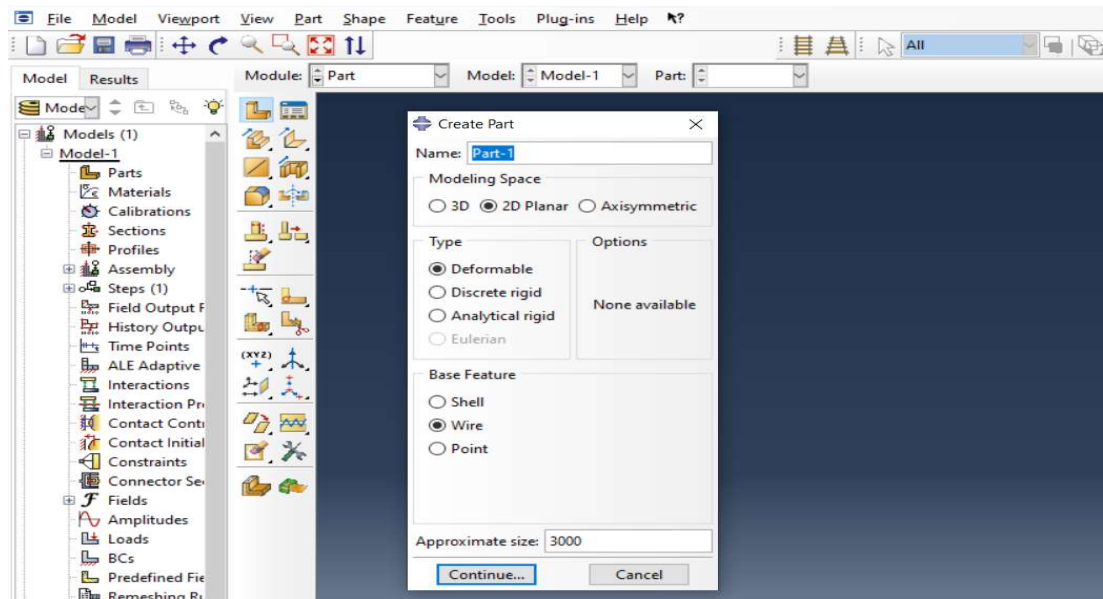 File Model Viewport View Part Shape Feature Tools Plug-ins Help ?
All
Model Results
Module: Part Model: Model-1 Part:
Mode
Models (1)
Model-1
Parts
Materials
Calibrations
Sections
Profiles
Assembly
Steps (1)
Field Output F
History Outpu
Time Points
ALE Adaptive
Interactions
Interaction Pr
Contact Contr
Contact Initial
Constraints
Connector Se
Fields
Amplitudes
Loads
BCs
Predefined Fie
Remeshing Ru
(XYZ)
Create Part
Name: Part-1
Modeling Space
3D 2D Planar Axisymmetric
Type Options
Deformable
Discrete rigid
Analytical rigid
Eulerian
None available
Base Feature
Shell
Wire
Point
Approximate size: 3000
Continue... Cancel